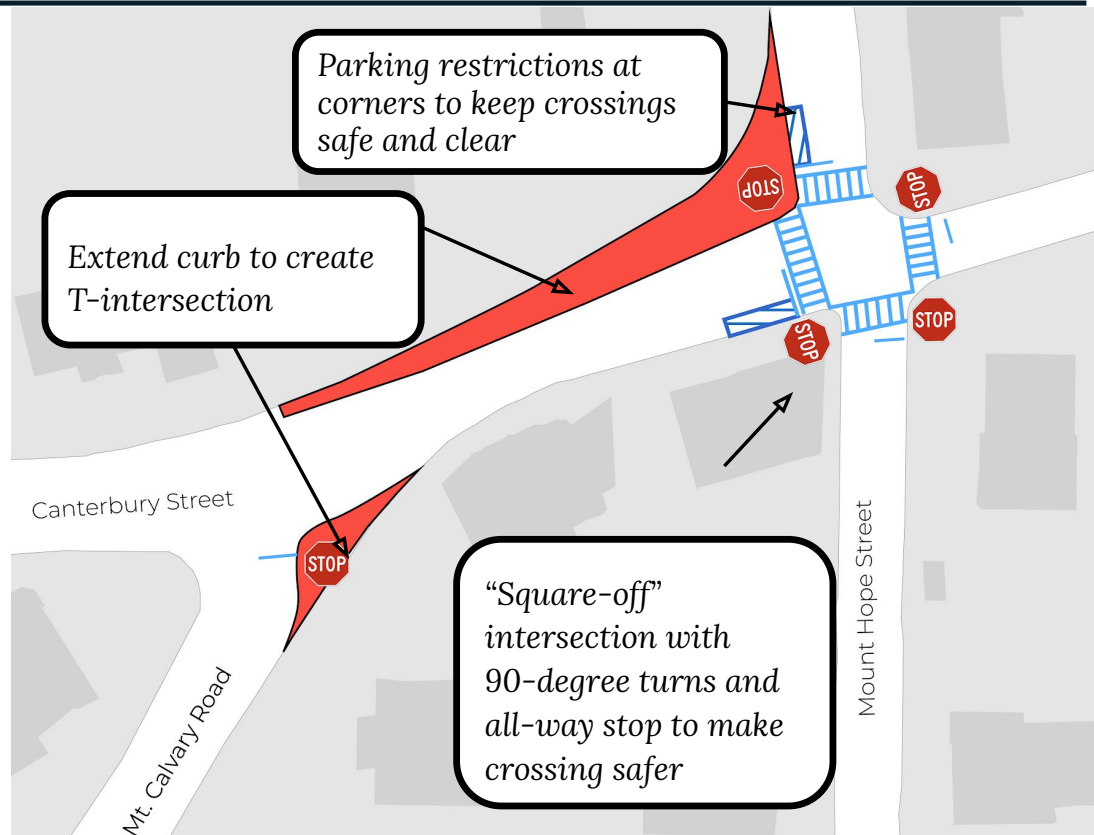 Parking restrictions at
corners to keep crossings
safe and clear
Extend curb to create
T-intersection
STOP
STOP
STOP
STOP
STOP
Canterbury Street
Mt. Calvary Road
Mount Hope Street
“Square-off”
intersection with
90-degree turns and
all-way stop to make
crossing safer